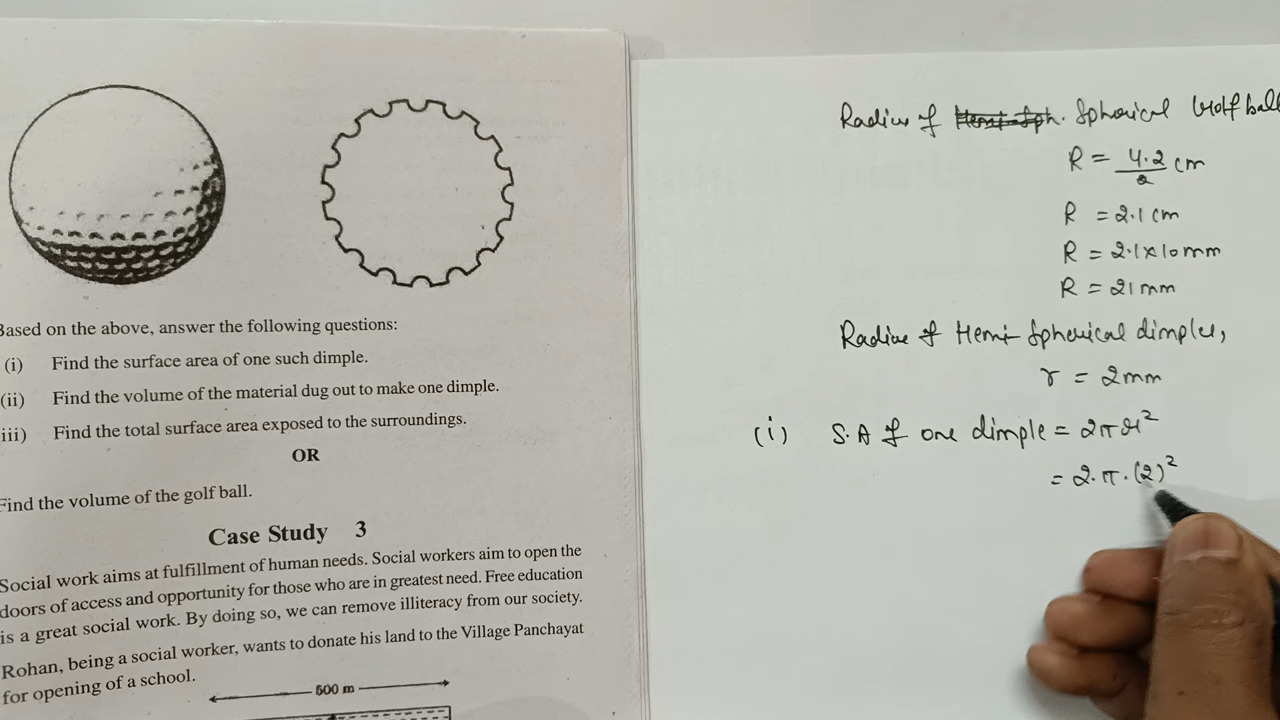 Based on the above, answer the following questions:
(i) Find the surface area of one such dimple.
(ii) Find the volume of the material dug out to make one dimple.
iii) Find the total surface area exposed to the surroundings.
OR
Find the volume of the golf ball.
Case Study 3
Social work aims at fulfillment of human needs. Social workers aim to open the
doors of access and opportunity for those who are in greatest need. Free education
is a great social work. By doing so, we can remove illiteracy from our society.
Rohan, being a social worker, wants to donate his land to the Village Panchayat
for opening of a school.
500 m
Radius of Spherical Golf ball
R = 4.2/2 cm
R = 2.1 cm
R = 2.1 x 10 mm
R = 21 mm
Radius of Hemi Spherical dimples,
r = 2mm
(i) S.A of one dimple = 2πr²
= 2.π.(2)²